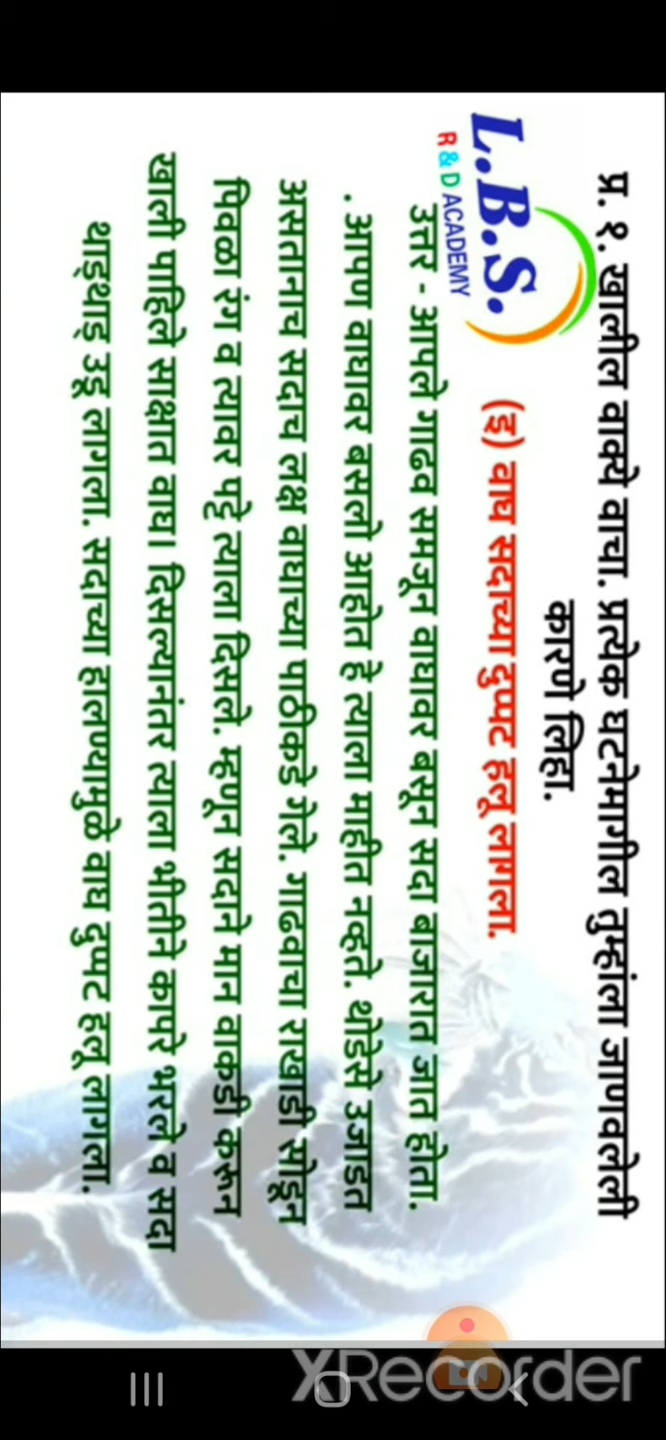 प्र. १. खालील वाक्ये वाचा. प्रत्येक घटनेमागील तुम्हांला जाणवलेली
कारणे लिहा.
L.B.S.
R & D ACADEMY
(इ) वाघ सदाच्या दुप्पट हलू लागला.
उत्तर - आपले गाढव समजून वाघावर बसून सदा बाजारात जात होता.
.आपण वाघावर बसलो आहोत हे त्याला माहीत नव्हते. थोडेसे उजाडत
असतानाच सदाच लक्ष वाघाच्या पाठीकडे गेले. गाढवाचा राखाडी सोडून
पिवळा रंग व त्यावर पट्टे त्याला दिसले. म्हणून सदाने मान वाकडी करून
खाली पाहिले साक्षात वाघ। दिसल्यानंतर त्याला भीतीने कापरे भरले व सदा
थाड्थाड् उडू लागला. सदाच्या हालण्यामुळे वाघ दुप्पट हलू लागला.
XRecorder